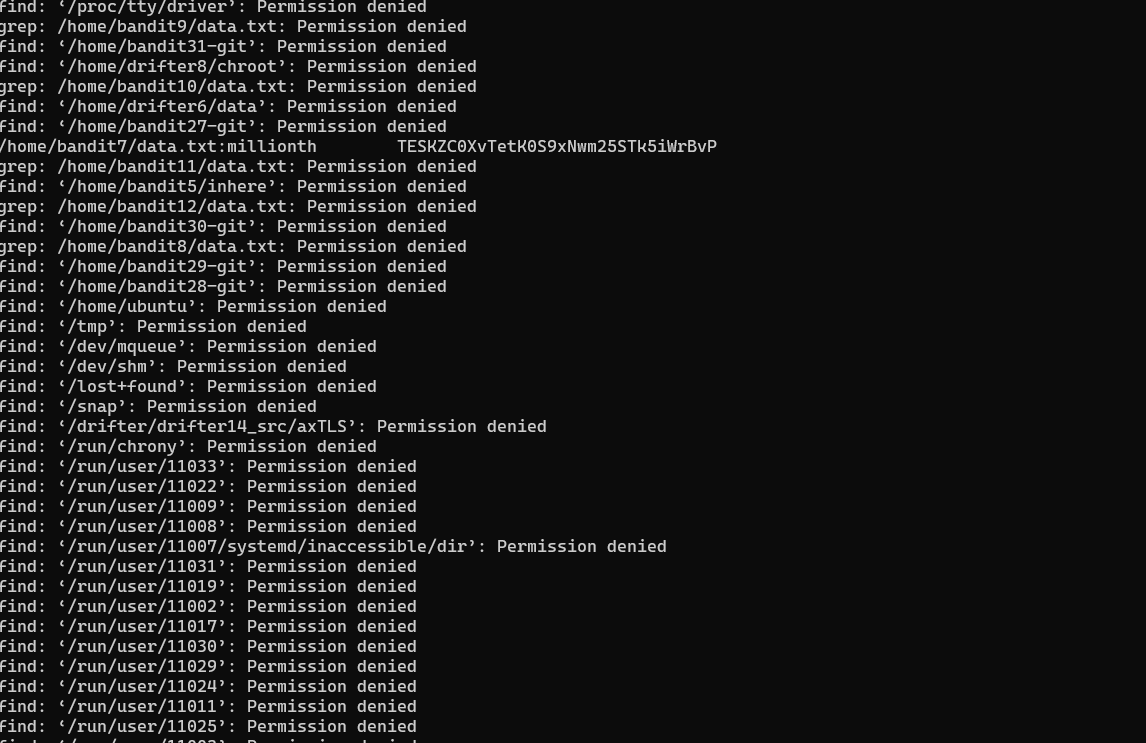 find: ‘/proc/tty/driver’: Permission denied
grep: /home/bandit9/data.txt: Permission denied
find: ‘/home/bandit31-git’: Permission denied
find: ‘/home/drifter8/chroot’: Permission denied
grep: /home/bandit10/data.txt: Permission denied
find: ‘/home/drifter6/data’: Permission denied
find: ‘/home/bandit27-git’: Permission denied
/home/bandit7/data.txt:millionth        TESKZC0XvTetK0S9xNwm25STk5iWrBvP
grep: /home/bandit11/data.txt: Permission denied
find: ‘/home/bandit5/inhere’: Permission denied
grep: /home/bandit12/data.txt: Permission denied
find: ‘/home/bandit30-git’: Permission denied
grep: /home/bandit8/data.txt: Permission denied
find: ‘/home/bandit29-git’: Permission denied
find: ‘/home/bandit28-git’: Permission denied
find: ‘/home/ubuntu’: Permission denied
find: ‘/tmp’: Permission denied
find: ‘/dev/mqueue’: Permission denied
find: ‘/dev/shm’: Permission denied
find: ‘/lost+found’: Permission denied
find: ‘/snap’: Permission denied
find: ‘/drifter/drifter14_src/axTLS’: Permission denied
find: ‘/run/chrony’: Permission denied
find: ‘/run/user/11033’: Permission denied
find: ‘/run/user/11022’: Permission denied
find: ‘/run/user/11009’: Permission denied
find: ‘/run/user/11008’: Permission denied
find: ‘/run/user/11007/systemd/inaccessible/dir’: Permission denied
find: ‘/run/user/11031’: Permission denied
find: ‘/run/user/11019’: Permission denied
find: ‘/run/user/11002’: Permission denied
find: ‘/run/user/11017’: Permission denied
find: ‘/run/user/11030’: Permission denied
find: ‘/run/user/11029’: Permission denied
find: ‘/run/user/11024’: Permission denied
find: ‘/run/user/11011’: Permission denied
find: ‘/run/user/11025’: Permission denied